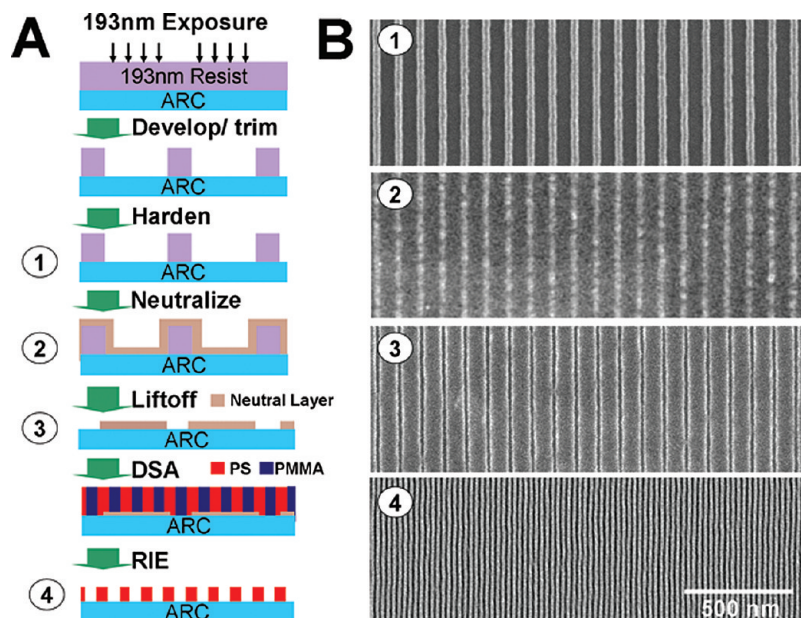 A
193nm Exposure
193nm Resist
ARC
Develop/ trim
ARC
Harden
1
ARC
Neutralize
2
ARC
Liftoff
Neutral Layer
3
ARC
DSA
PS
PMMA
ARC
RIE
4
ARC
B
1
2
3
4
500 nm